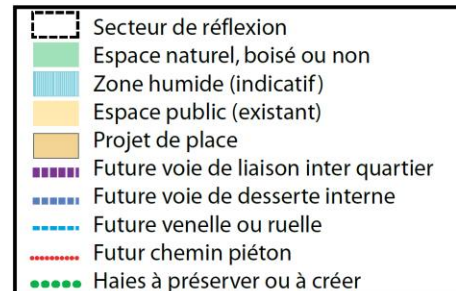 Secteur de réflexion
Espace naturel, boisé ou non
Zone humide (indicatif)
Espace public (existant)
Projet de place
Future voie de liaison inter quartier
Future voie de desserte interne
Future venelle ou ruelle
Futur chemin piéton
Haies à préserver ou à créer